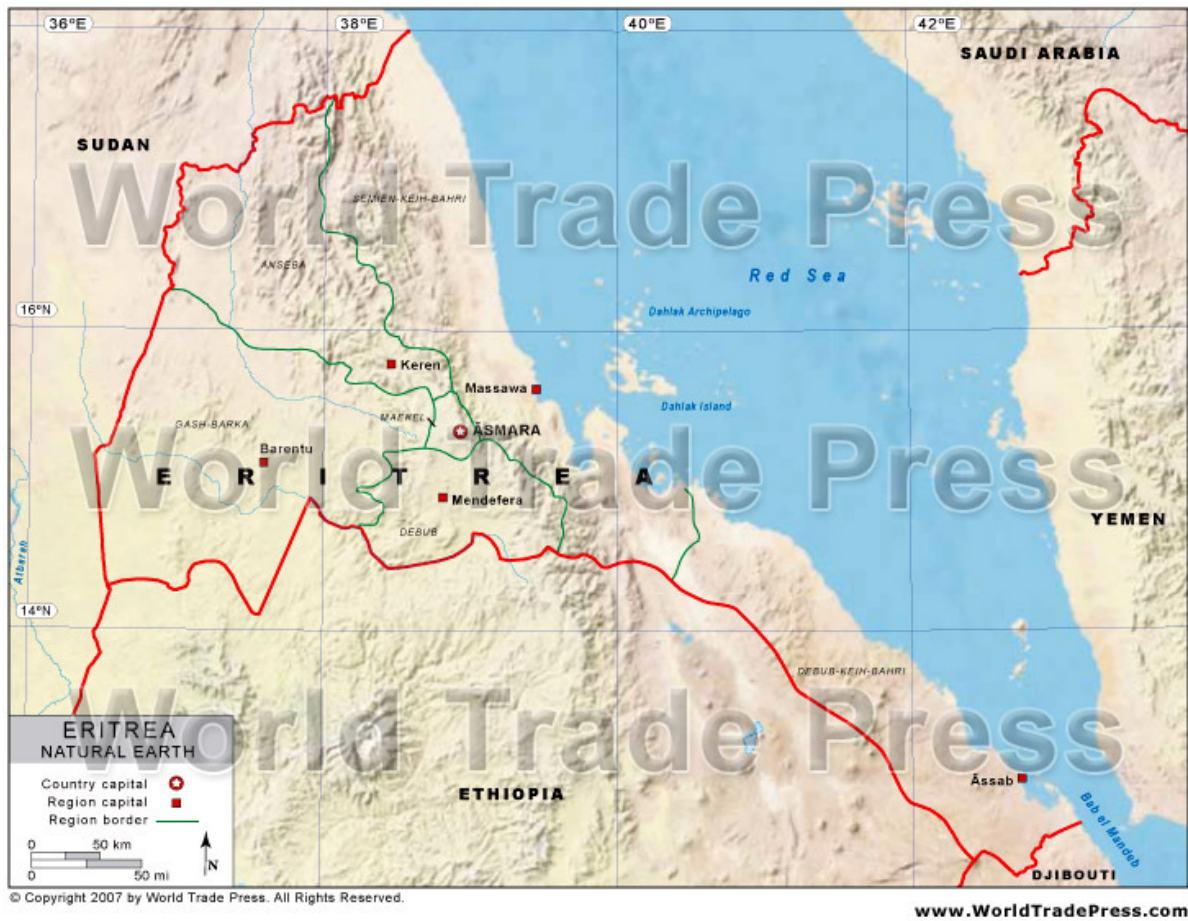 36°E
38°E
40°E
42°E
SAUDI ARABIA
SUDAN
World Trade Press
SEMIEN-KEIH-BAHRI
ANSEBA
Red Sea
16°N
Dahlak Archipelago
Keren
Massawa
Dahlak Island
MAEKEL
GASH-BARKA
ĀSMARA
Barentu
World Trade Press
ERITREA
Mendefera
YEMEN
DEBUB
Atbarah
14°N
DEBUB-KEIH-BAHRI
World Trade Press
ERITREA
NATURAL EARTH
Country capital
Region capital
Region border
0 50 km
0 50 mi
N
ETHIOPIA
Āssab
Bab el Mandeb
DJIBOUTI
© Copyright 2007 by World Trade Press. All Rights Reserved.
www.WorldTradePress.com